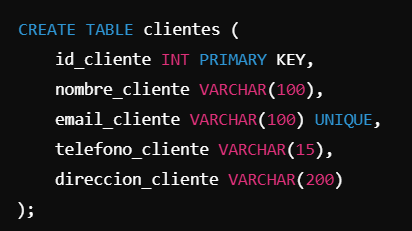 CREATE TABLE clientes (
    id_cliente INT PRIMARY KEY,
    nombre_cliente VARCHAR(100),
    email_cliente VARCHAR(100) UNIQUE,
    telefono_cliente VARCHAR(15),
    direccion_cliente VARCHAR(200)
);